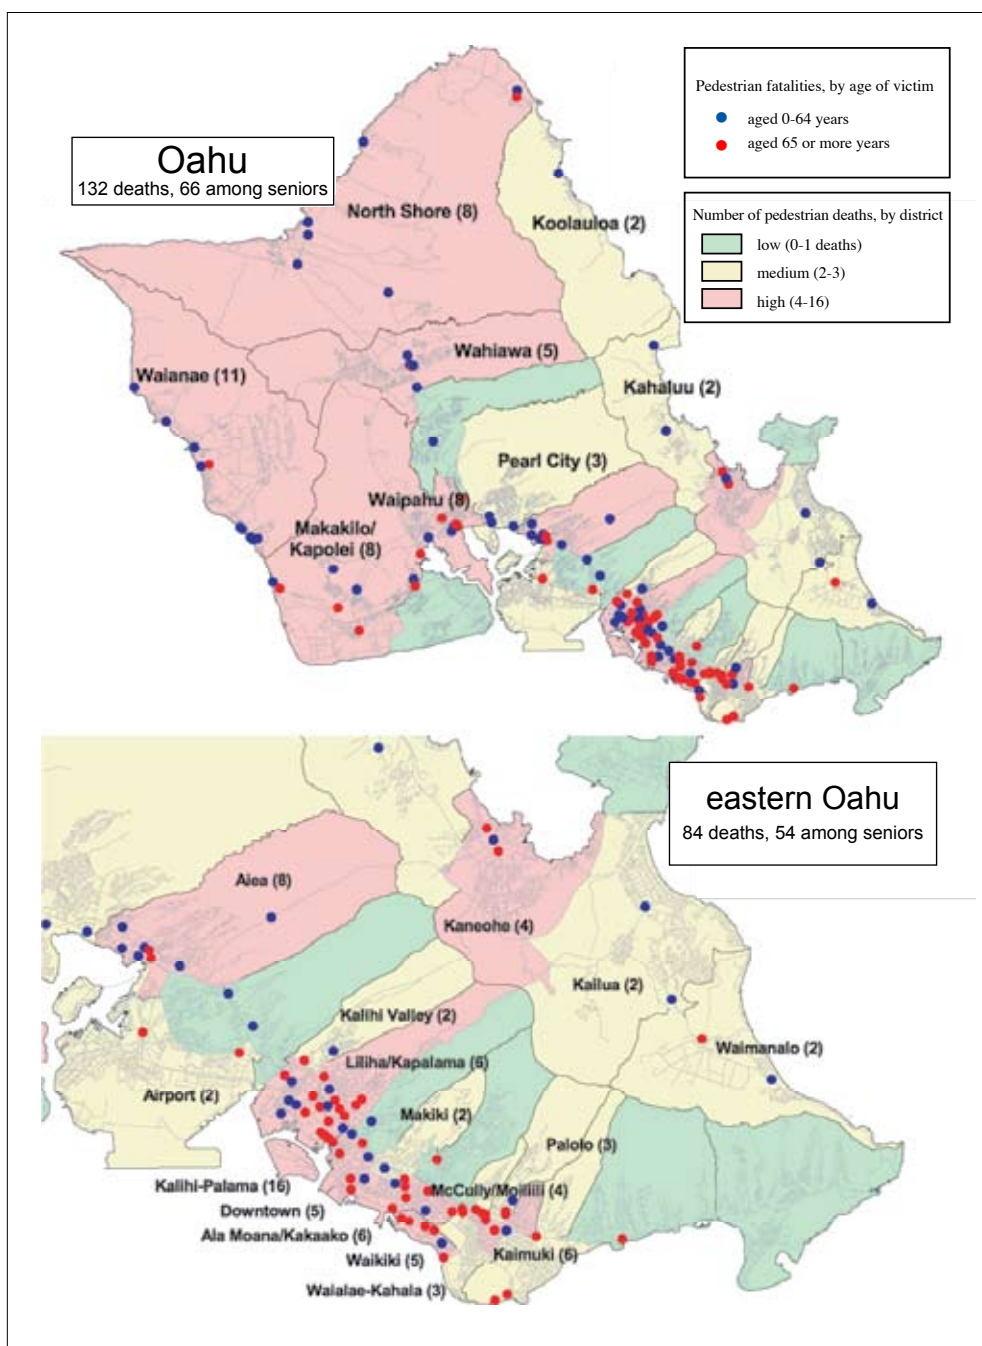 Pedestrian fatalities, by age of victim
aged 0-64 years
aged 65 or more years
Oahu
132 deaths, 66 among seniors
Number of pedestrian deaths, by district
low (0-1 deaths)
medium (2-3)
high (4-16)
North Shore (8)
Koolauloa (2)
Wahiawa (5)
Waianae (11)
Kahaluu (2)
Pearl City (3)
Waipahu (8)
Makakilo/
Kapolei (8)
eastern Oahu
84 deaths, 54 among seniors
Aiea (8)
Kaneohe (4)
Kailua (2)
Kalihi Valley (2)
Waimanalo (2)
Liliha/Kapalama (6)
Airport (2)
Makiki (2)
Palolo (3)
Kalihi-Palama (16)
McCully/Moiliili (4)
Downtown (5)
Ala Moana/Kakaako (6)
Waikiki (5)
Kaimuki (6)
Waialae-Kahala (3)